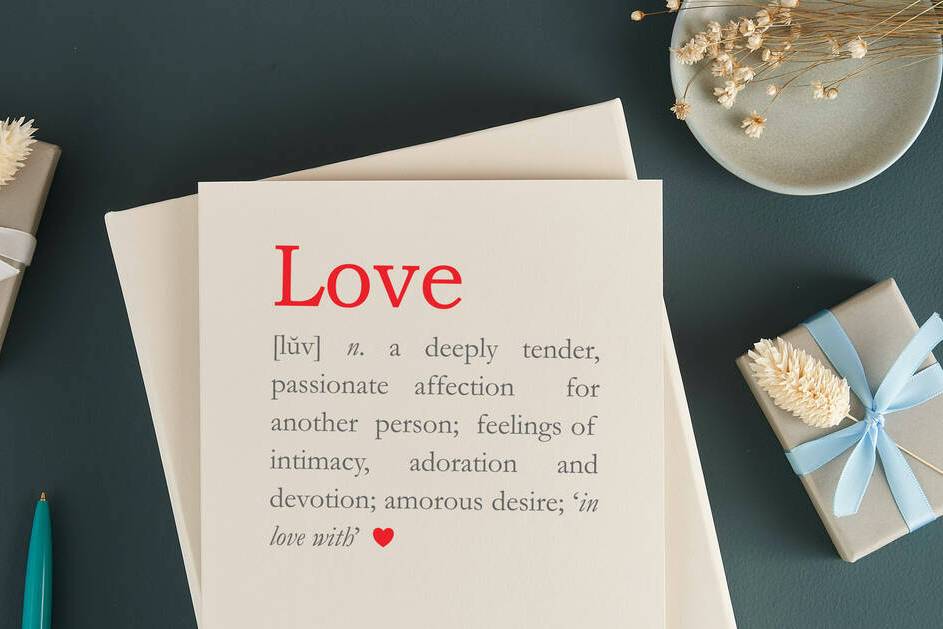 Love
[lŭv] n. a deeply tender,
passionate affection for
another person; feelings of
intimacy, adoration and
devotion; amorous desire; ‘in
love with’ ❤